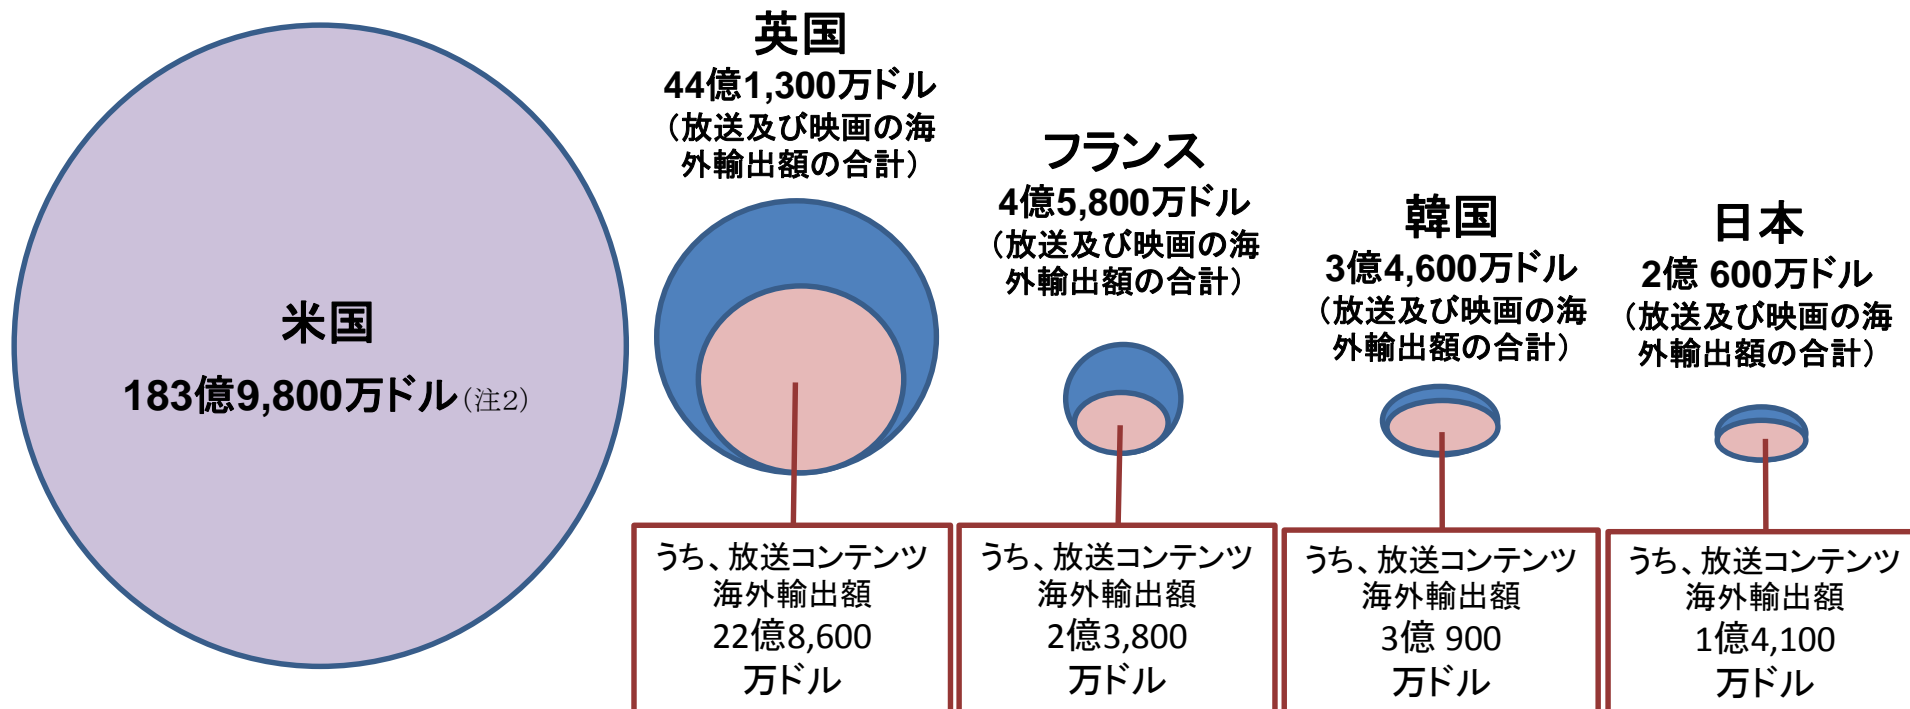 米国
183億9,800万ドル(注2)
英国
44億1,300万ドル
(放送及び映画の海
外輸出額の合計)
フランス
4億5,800万ドル
(放送及び映画の海
外輸出額の合計)
韓国
3億4,600万ドル
(放送及び映画の海
外輸出額の合計)
日本
2億 600万ドル
(放送及び映画の海
外輸出額の合計)
うち、放送コンテンツ
海外輸出額
22億8,600
万ドル
うち、放送コンテンツ
海外輸出額
2億3,800
万ドル
うち、放送コンテンツ
海外輸出額
3億 900
万ドル
うち、放送コンテンツ
海外輸出額
1億4,100
万ドル